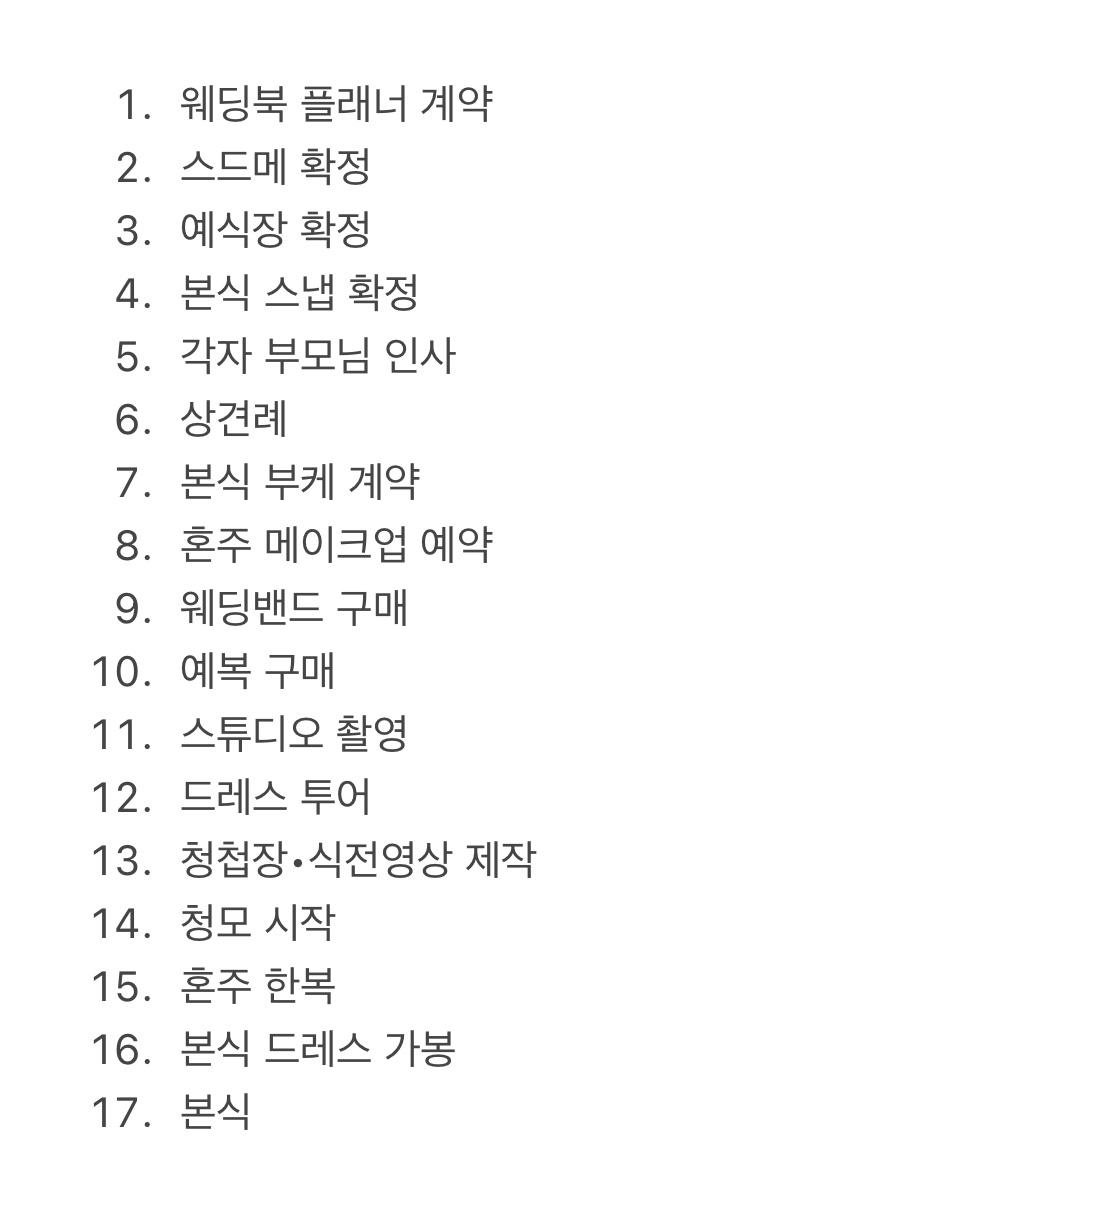 1. 웨딩북 플래너 계약
2. 스드메 확정
3. 예식장 확정
4. 본식 스냅 확정
5. 각자 부모님 인사
6. 상견례
7. 본식 부케 계약
8. 혼주 메이크업 예약
9. 웨딩밴드 구매
10. 예복 구매
11. 스튜디오 촬영
12. 드레스 투어
13. 청첩장•식전영상 제작
14. 청모 시작
15. 혼주 한복
16. 본식 드레스 가봉
17. 본식